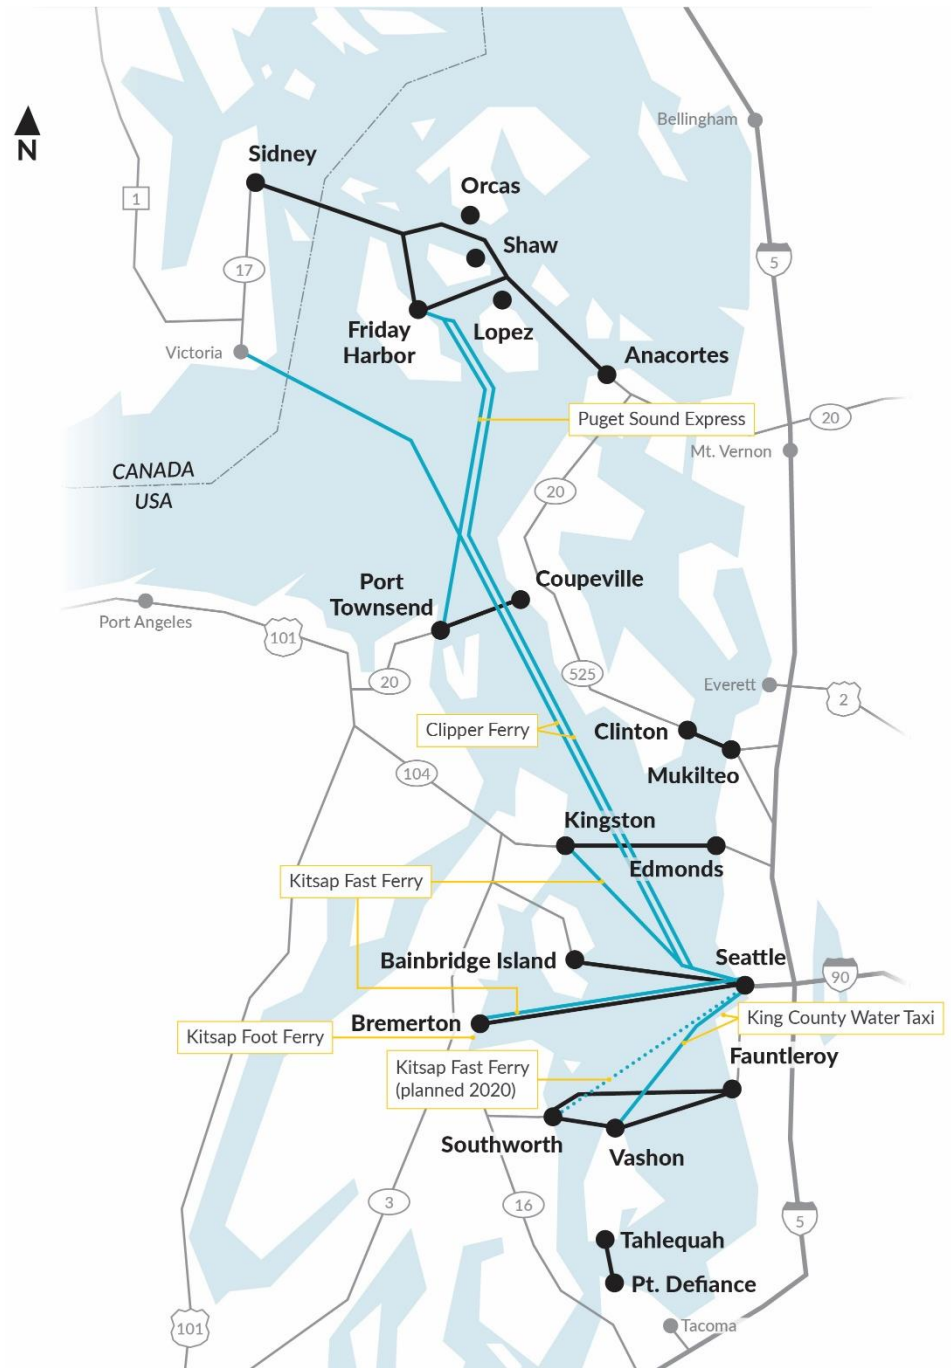 Bellingham
N
Sidney
Orcas
1
Shaw
5
17
Friday
Harbor
Lopez
Victoria
Anacortes
Puget Sound Express
20
Mt. Vernon
CANADA
USA
20
Port
Townsend
Coupeville
Port Angeles
101
20
525
Everett
2
Clipper Ferry
Clinton
Mukilteo
104
Kingston
Edmonds
Kitsap Fast Ferry
Bainbridge Island
Seattle
90
Bremerton
King County Water Taxi
Kitsap Foot Ferry
Kitsap Fast Ferry
(planned 2020)
Fauntleroy
Southworth
Vashon
3
16
5
Tahlequah
Pt. Defiance
101
Tacoma